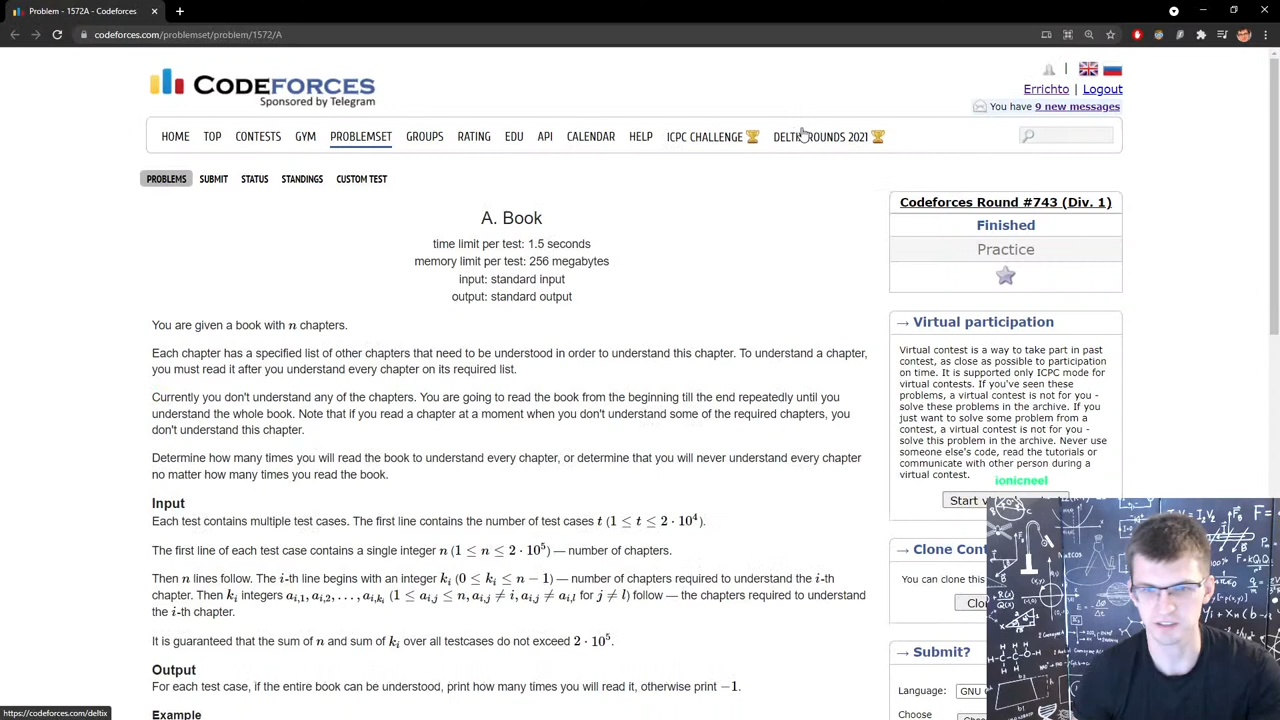 Problem - 1572A - Codeforces
codeforces.com/problemset/problem/1572/A
CODEFORCES
Sponsored by Telegram
Errichto | Logout
You have 9 new messages
HOME TOP CONTESTS GYM PROBLEMSET GROUPS RATING EDU API CALENDAR HELP ICPC CHALLENGE DELTIX ROUNDS 2021
PROBLEMS SUBMIT STATUS STANDINGS CUSTOM TEST
A. Book
time limit per test: 1.5 seconds
memory limit per test: 256 megabytes
input: standard input
output: standard output
You are given a book with n chapters.
Each chapter has a specified list of other chapters that need to be understood in order to understand this chapter. To understand a chapter,
you must read it after you understand every chapter on its required list.
Currently you don't understand any of the chapters. You are going to read the book from the beginning till the end repeatedly until you
understand the whole book. Note that if you read a chapter at a moment when you don't understand some of the required chapters, you
don't understand this chapter.
Determine how many times you will read the book to understand every chapter, or determine that you will never understand every chapter
no matter how many times you read the book.
Input
Each test contains multiple test cases. The first line contains the number of test cases t (1 ≤ t ≤ 2 · 10⁴).
The first line of each test case contains a single integer n (1 ≤ n ≤ 2 · 10⁵) — number of chapters.
Then n lines follow. The i-th line begins with an integer kᵢ (0 ≤ kᵢ ≤ n − 1) — number of chapters required to understand the i-th
chapter. Then kᵢ integers aᵢ,₁, aᵢ,₂, . . . , aᵢ,ₖᵢ (1 ≤ aᵢ,ⱼ ≤ n, aᵢ,ⱼ ≠ i, aᵢ,ⱼ ≠ aᵢ,ₗ for j ≠ l) follow — the chapters required to understand
the i-th chapter.
It is guaranteed that the sum of n and sum of kᵢ over all testcases do not exceed 2 · 10⁵.
Output
For each test case, if the entire book can be understood, print how many times you will read it, otherwise print −1.
Example
Codeforces Round #743 (Div. 1)
Finished
Practice
→ Virtual participation
Virtual contest is a way to take part in past
contest, as close as possible to participation
on time. It is supported only ICPC mode for
virtual contests. If you've seen these
problems, a virtual contest is not for you -
solve these problems in the archive. If you
just want to solve some problem from a
contest, a virtual contest is not for you -
solve this problem in the archive. Never use
someone else's code, read the tutorials or
communicate with other person during a
virtual contest.
ionicneel
Start
→ Clone
You can clone this
→ Submit?
Language: GNU
Choose
https://codeforces.com/deltix